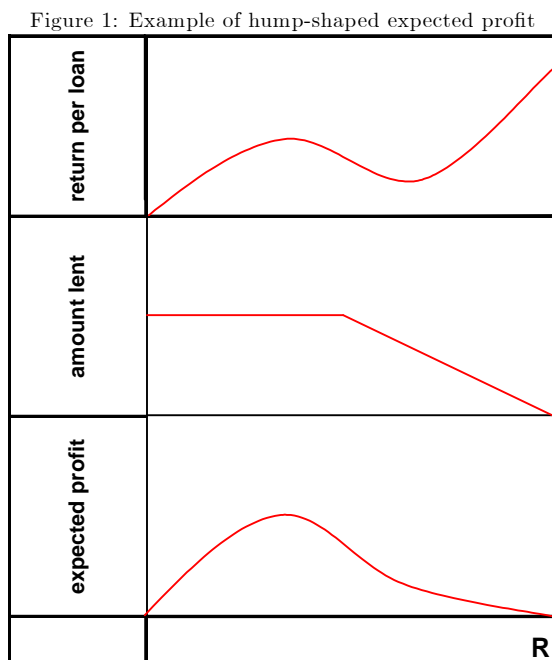 Figure 1: Example of hump-shaped expected profit
return per loan
amount lent
expected profit
R